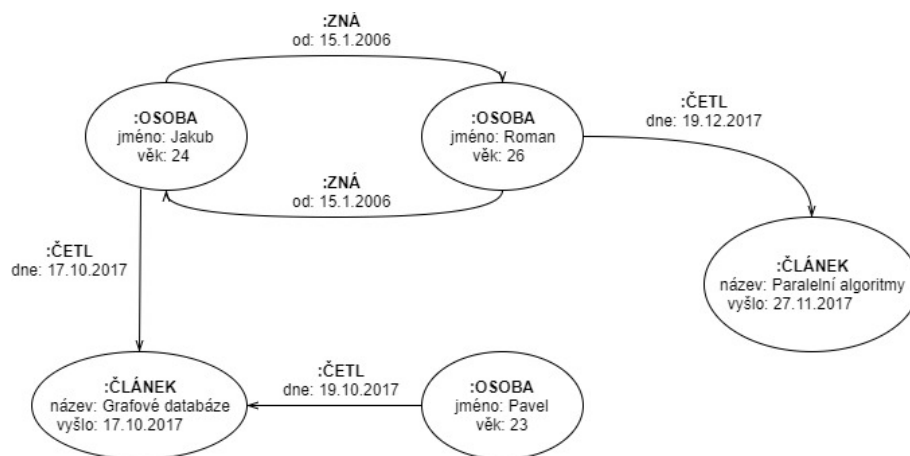 :ZNÁ
od: 15.1.2006
:OSOBA
jméno: Jakub
věk: 24
:OSOBA
jméno: Roman
věk: 26
:ČETL
dne: 19.12.2017
:ZNÁ
od: 15.1.2006
:ČETL
dne: 17.10.2017
:ČLÁNEK
název: Paralelní algoritmy
vyšlo: 27.11.2017
:ČLÁNEK
název: Grafové databáze
vyšlo: 17.10.2017
:ČETL
dne: 19.10.2017
:OSOBA
jméno: Pavel
věk: 23